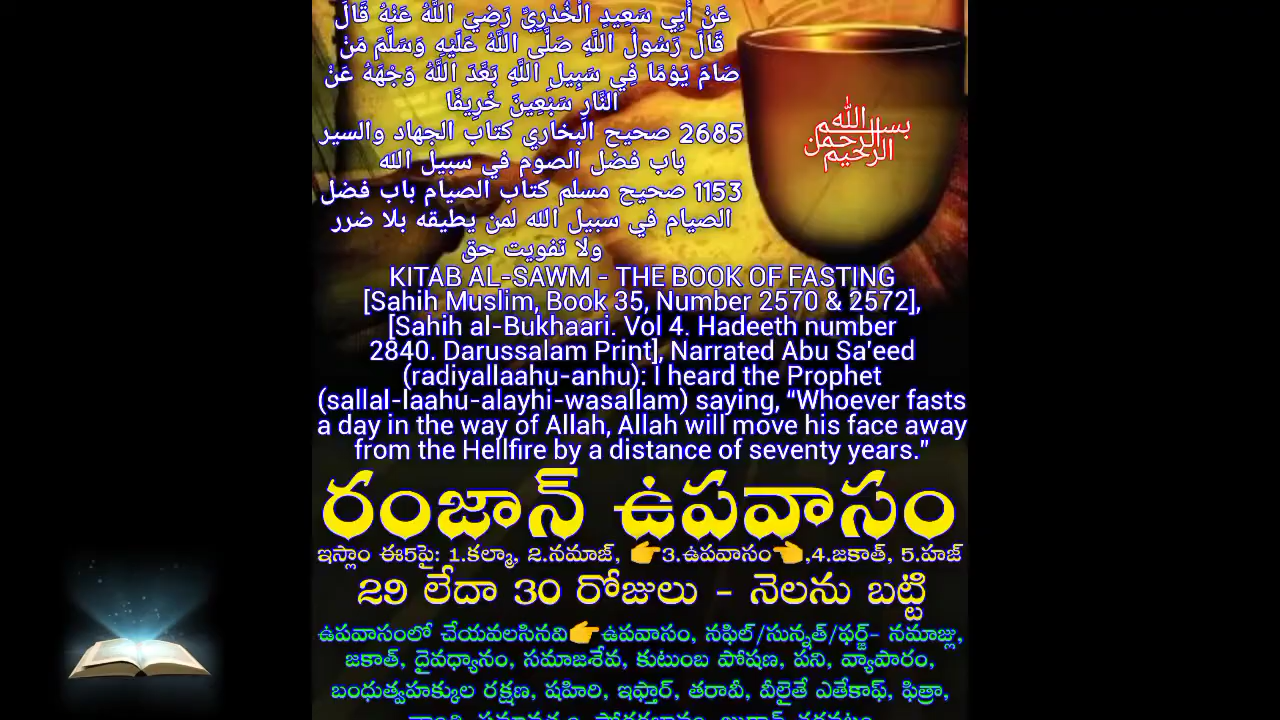 عَنْ أَبِي سَعِيدٍ الْخُدْرِيِّ رَضِيَ اللَّهُ عَنْهُ قَالَ
قَالَ رَسُولُ اللَّهِ صَلَّى اللَّهُ عَلَيْهِ وَسَلَّمَ مَنْ
صَامَ يَوْمًا فِي سَبِيلِ اللَّهِ بَعَّدَ اللَّهُ وَجْهَهُ عَنْ
النَّارِ سَبْعِينَ خَرِيفًا
2685 صحيح البخاري كتاب الجهاد والسير
باب فضل الصوم في سبيل الله
1153 صحيح مسلم كتاب الصيام باب فضل
الصيام في سبيل الله لمن يطيقه بلا ضرر
ولا تفويت حق
بسم الله الرحمن الرحيم
KITAB AL-SAWM - THE BOOK OF FASTING
[Sahih Muslim, Book 35, Number 2570 & 2572],
[Sahih al-Bukhaari. Vol 4. Hadeeth number
2840. Darussalam Print], Narrated Abu Sa'eed
(radiyallaahu-anhu): I heard the Prophet
(sallal-laahu-alayhi-wasallam) saying, “Whoever fasts
a day in the way of Allah, Allah will move his face away
from the Hellfire by a distance of seventy years.”
రంజాన్ ఉపవాసం
ఇస్లాం ఈ5పై: 1.కల్మా, 2.నమాజ్, 👉3.ఉపవాసం👈,4.జకాత్, 5.హజ్
29 లేదా 30 రోజులు - నెలను బట్టి
ఉపవాసంలో చేయవలసినవి👉ఉపవాసం, నఫిల్/సున్నత్/ఫర్జ్- నమాజ్లు,
జకాత్, దైవధ్యానం, సమాజశేవ, కుటుంబ పోషణ, పని, వ్యాపారం,
బంధుత్వహక్కుల రక్షణ, షహిరి, ఇఫ్తార్, తరావీ, వీలైతే ఎతేకాఫ్, ఫిత్రా,